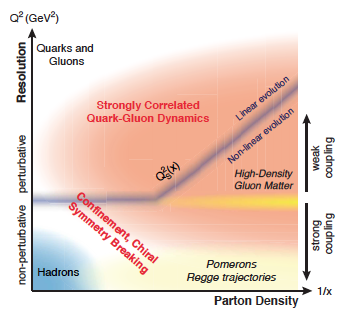 Q² (GeV²)
Resolution
Quarks and
Gluons
Strongly Correlated
Quark-Gluon Dynamics
Linear evolution
Non-linear evolution
Q²s(x)
High-Density
Gluon Matter
perturbative
non-perturbative
weak
coupling
strong
coupling
Confinement, Chiral
Symmetry Breaking
Hadrons
Pomerons
Regge trajectories
1/x
Parton Density